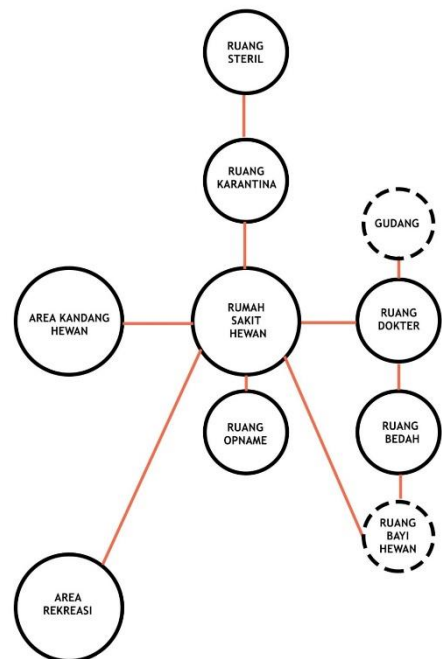 RUANG
STERIL
RUANG
KARANTINA
GUDANG
AREA KANDANG
HEWAN
RUMAH
SAKIT
HEWAN
RUANG
DOKTER
RUANG
OPNAME
RUANG
BEDAH
RUANG
BAYI
HEWAN
AREA
REKREASI